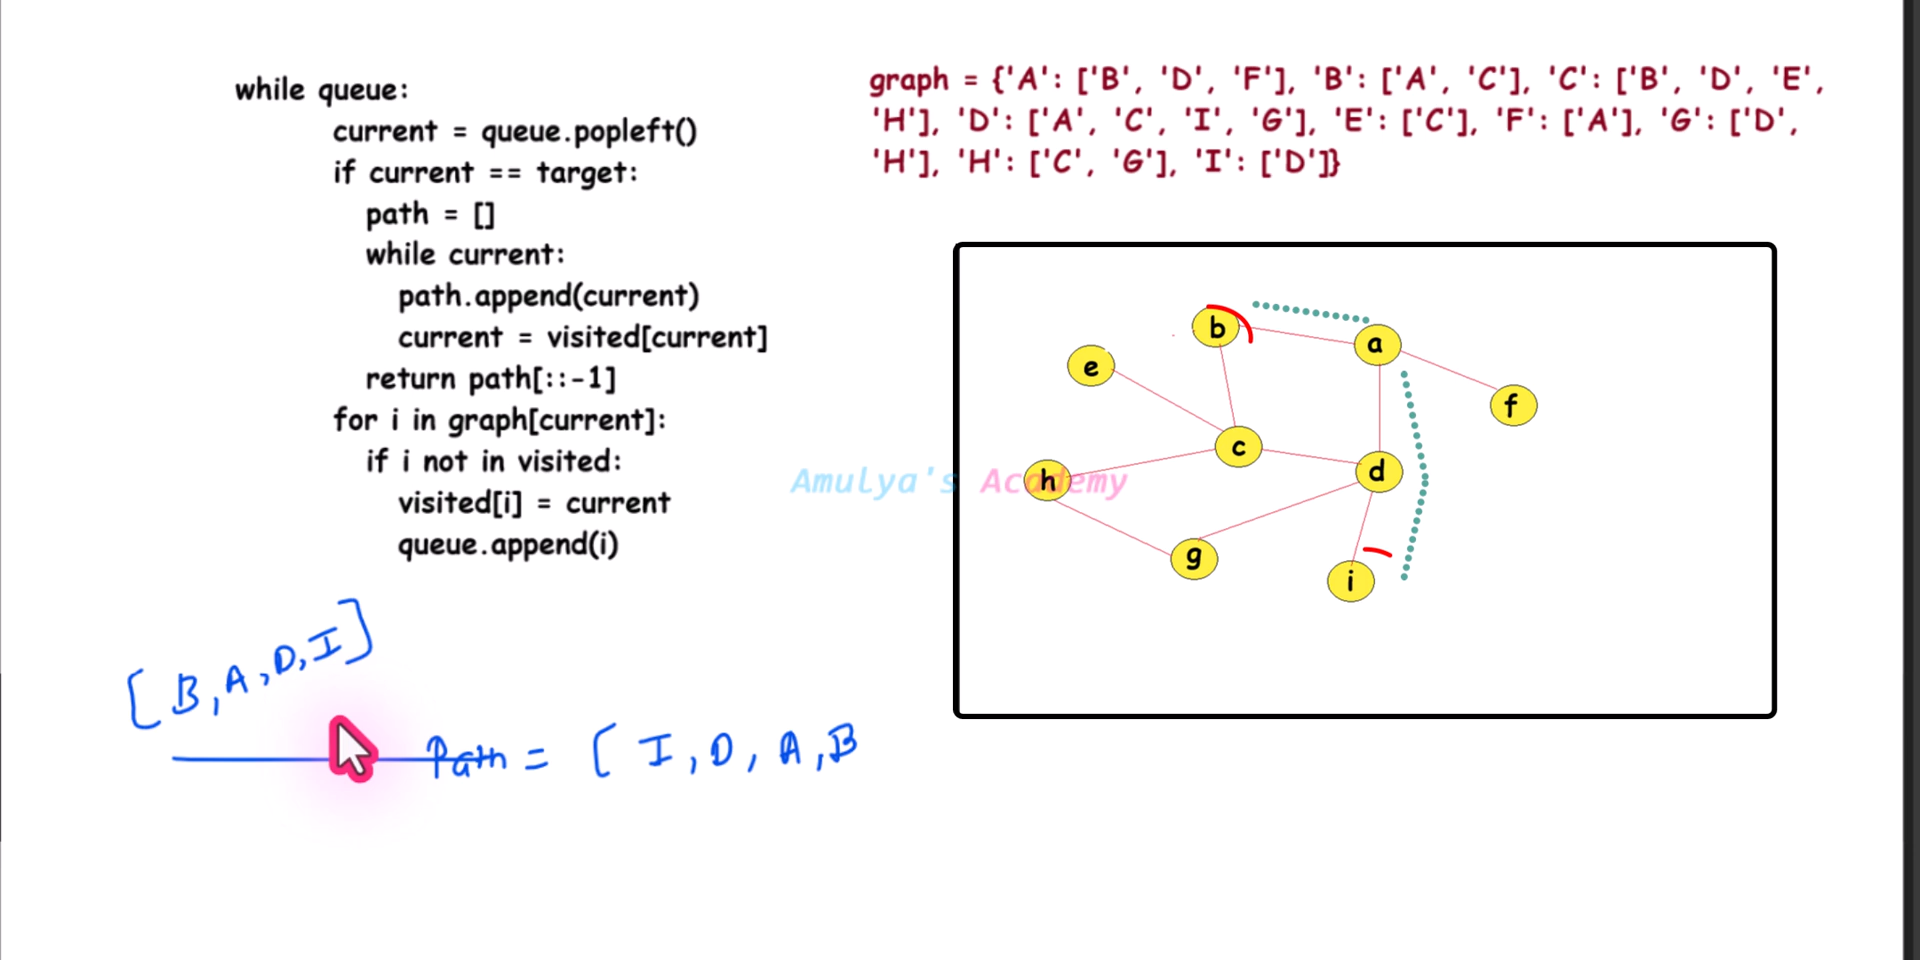 while queue:
current = queue.popleft()
if current == target:
path = []
while current:
path.append(current)
current = visited[current]
return path[::-1]
for i in graph[current]:
if i not in visited:
visited[i] = current
queue.append(i)
graph = {'A': ['B', 'D', 'F'], 'B': ['A', 'C'], 'C': ['B', 'D', 'E',
'H'], 'D': ['A', 'C', 'I', 'G'], 'E': ['C'], 'F': ['A'], 'G': ['D',
'H'], 'H': ['C', 'G'], 'I': ['D']}
b
a
e
f
c
d
h
g
i
Amulya's Academy
[ B, A, D, I ]
Path = [ I, D, A, B